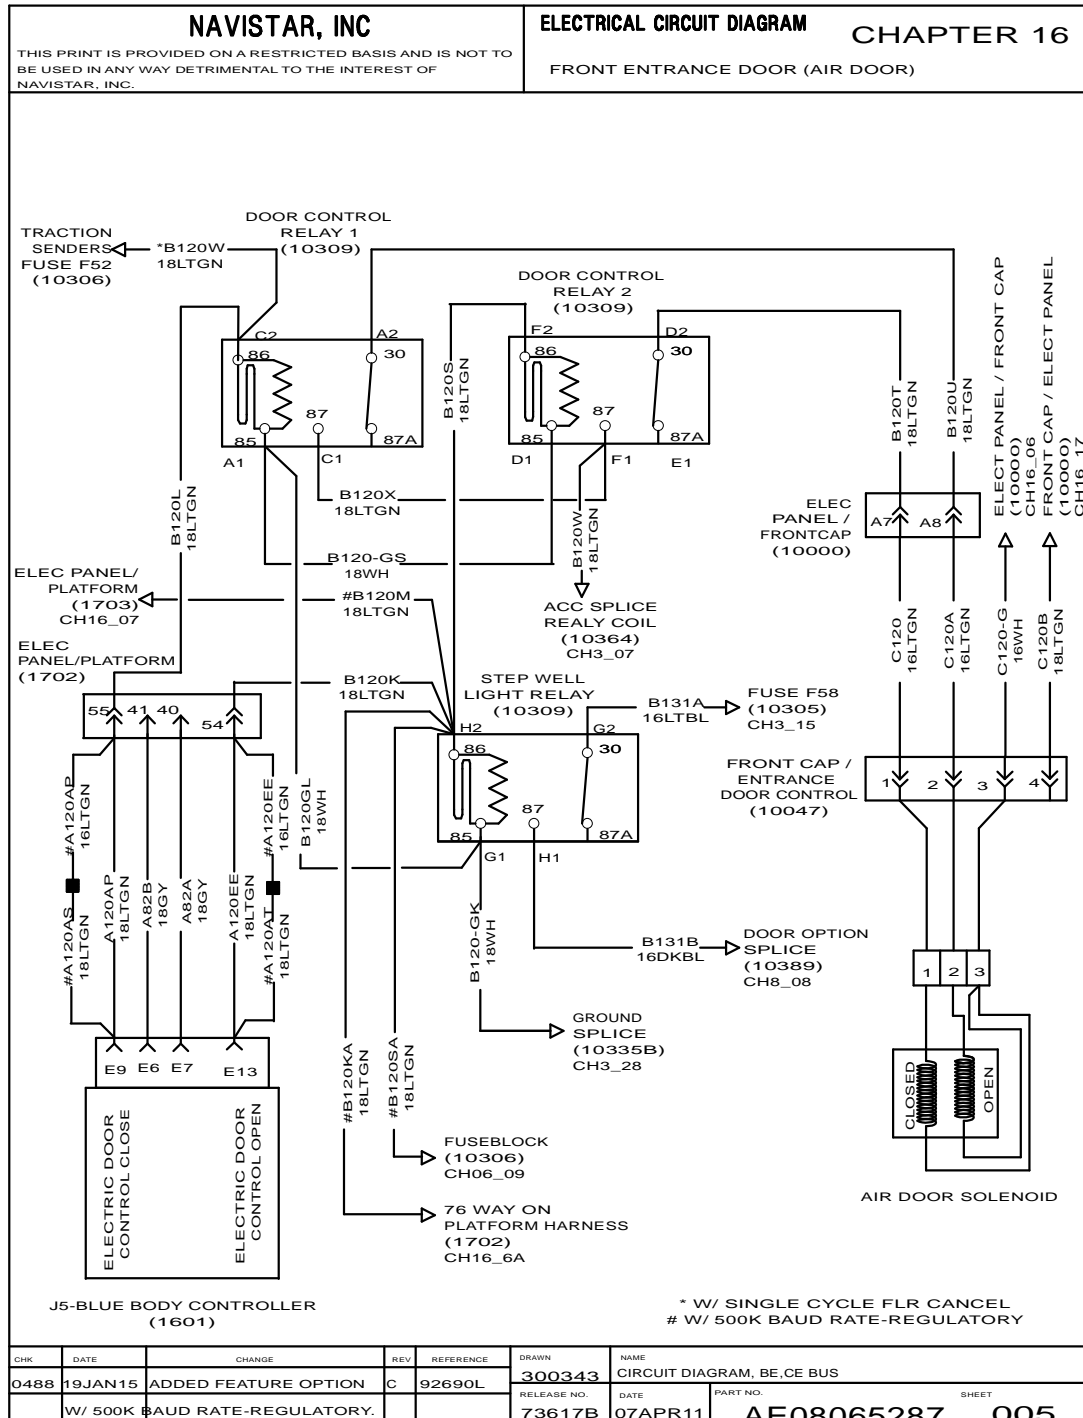 NAVISTAR, INC
THIS PRINT IS PROVIDED ON A RESTRICTED BASIS AND IS NOT TO
BE USED IN ANY WAY DETRIMENTAL TO THE INTEREST OF
NAVISTAR, INC.
ELECTRICAL CIRCUIT DIAGRAM
CHAPTER 16
FRONT ENTRANCE DOOR (AIR DOOR)
TRACTION
SENDERS
FUSE F52
(10306)
*B120W
18LTGN
DOOR CONTROL
RELAY 1
(10309)
C2
A2
86
30
87
85
87A
A1
C1
DOOR CONTROL
RELAY 2
(10309)
F2
D2
86
30
87
85
87A
D1
F1
E1
B120L
18LTGN
B120S
18LTGN
B120X
18LTGN
B120-GS
18WH
B120W
18LTGN
#B120M
18LTGN
ACC SPLICE
REALY COIL
(10364)
CH3_07
B120T
18LTGN
B120U
18LTGN
ELECT PANEL / FRONT CAP
(10000)
CH16_06
FRONT CAP / ELECT PANEL
(10000)
CH16_17
ELEC
PANEL /
FRONTCAP
(10000)
A7
A8
C120
16LTGN
C120A
16LTGN
C120-G
16WH
C120B
18LTGN
ELEC PANEL/
PLATFORM
(1703)
CH16_07
ELEC
PANEL/PLATFORM
(1702)
55
41
40
54
B120K
18LTGN
STEP WELL
LIGHT RELAY
(10309)
H2
G2
86
30
87
85
87A
G1
H1
B131A
16LTBL
FUSE F58
(10305)
CH3_15
FRONT CAP /
ENTRANCE
DOOR CONTROL
(10047)
1
2
3
4
#A120AP
16LTGN
#A120EE
16LTGN
B120GL
18WH
#A120AS
18LTGN
A120AP
18LTGN
A82B
18GY
A82A
18GY
A120EE
18LTGN
#A120AT
18LTGN
B120-GK
18WH
B131B
16DKBL
DOOR OPTION
SPLICE
(10389)
CH8_08
GROUND
SPLICE
(10335B)
CH3_28
1
2
3
CLOSED
OPEN
AIR DOOR SOLENOID
E9
E6
E7
E13
ELECTRIC DOOR
CONTROL CLOSE
ELECTRIC DOOR
CONTROL OPEN
#B120KA
18LTGN
#B120SA
18LTGN
FUSEBLOCK
(10306)
CH06_09
76 WAY ON
PLATFORM HARNESS
(1702)
CH16_6A
J5-BLUE BODY CONTROLLER
(1601)
* W/ SINGLE CYCLE FLR CANCEL
# W/ 500K BAUD RATE-REGULATORY
CHK
DATE
CHANGE
REV
REFERENCE
DRAWN
NAME
0488
19JAN15
ADDED FEATURE OPTION
C
92690L
300343
CIRCUIT DIAGRAM, BE,CE BUS
W/ 500K BAUD RATE-REGULATORY.
RELEASE NO.
DATE
PART NO.
SHEET
73617B
07APR11
AE08065287
005